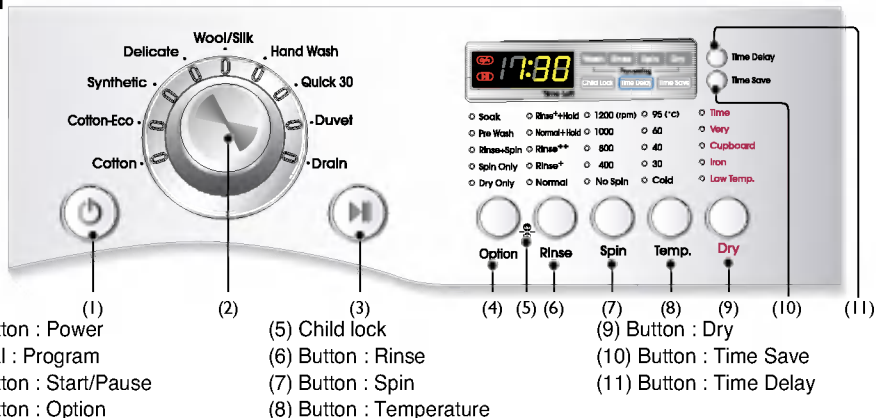 Wool/Silk
Delicate
Hand Wash
Synthetic
Quick 30
Cotton-Eco
Duvet
Cotton
Drain
Time Delay
Time Save
Child Lock Time Delay Time Save
Soak Rinse++Hold 1200 (rpm) 95 (°C) Time
Pre Wash Normal+Hold 1000 60 Very
Rinse+Spin Rinse++ 800 40 Cupboard
Spin Only Rinse+ 400 30 Iron
Dry Only Normal No Spin Cold Low Temp.
Option Rinse Spin Temp. Dry
(1) (2) (3) (4) (5) (6) (7) (8) (9) (10) (11)
tton : Power
l : Program
tton : Start/Pause
tton : Option
(5) Child lock
(6) Button : Rinse
(7) Button : Spin
(8) Button : Temperature
(9) Button : Dry
(10) Button : Time Save
(11) Button : Time Delay